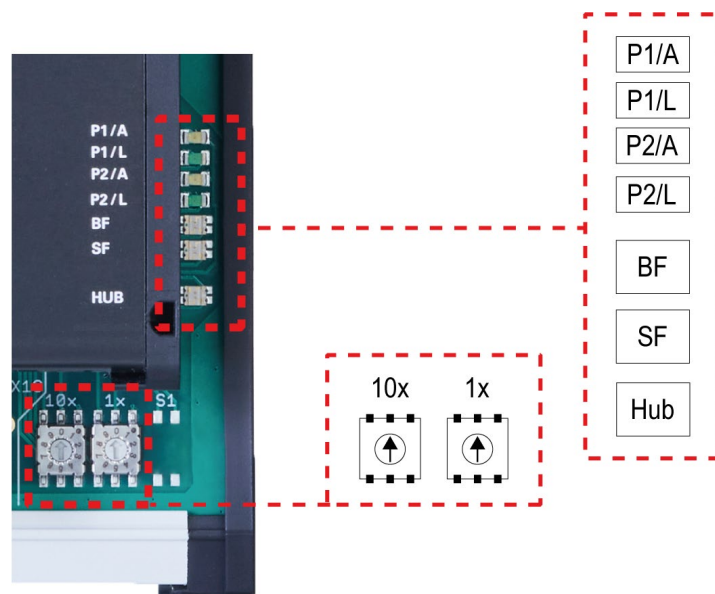 P1/A
P1/L
P2/A
P2/L
BF
SF
HUB
10x
1x
S1
10x
1x
P1/A
P1/L
P2/A
P2/L
BF
SF
Hub